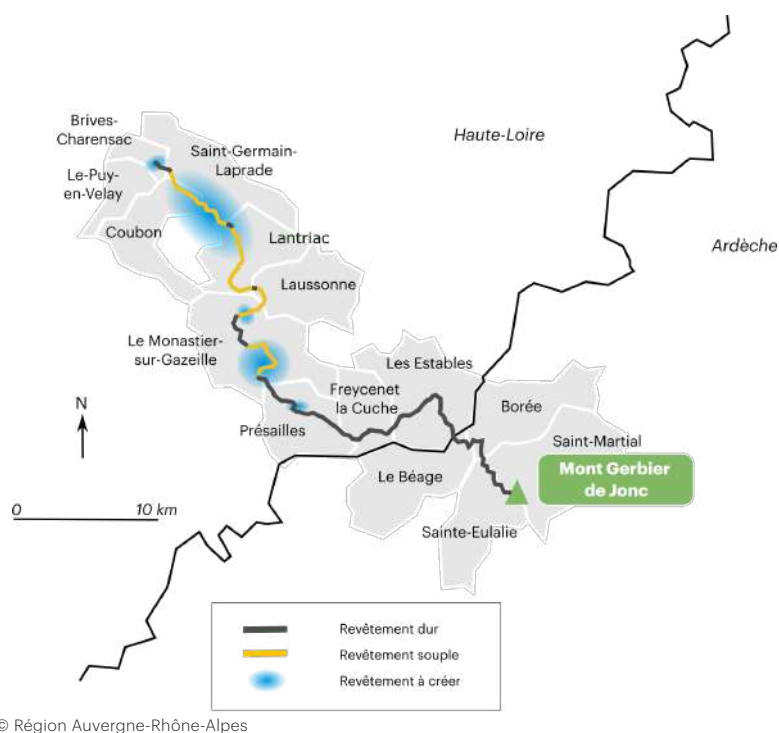 Brives-
Charensac
Saint-Germain-
Laprade
Haute-Loire
Le-Puy-
en-Velay
Coubon
Lantriac
Ardèche
Laussonne
Le Monastier
-sur-Gazeille
Les Estables
Freycenet
la Cuche
Borée
N
Présailles
Saint-Martial
Mont Gerbier
de Jonc
Le Béage
0 10 km
Sainte-Eulalie
Revêtement dur
Revêtement souple
Revêtement à créer
© Région Auvergne-Rhône-Alpes